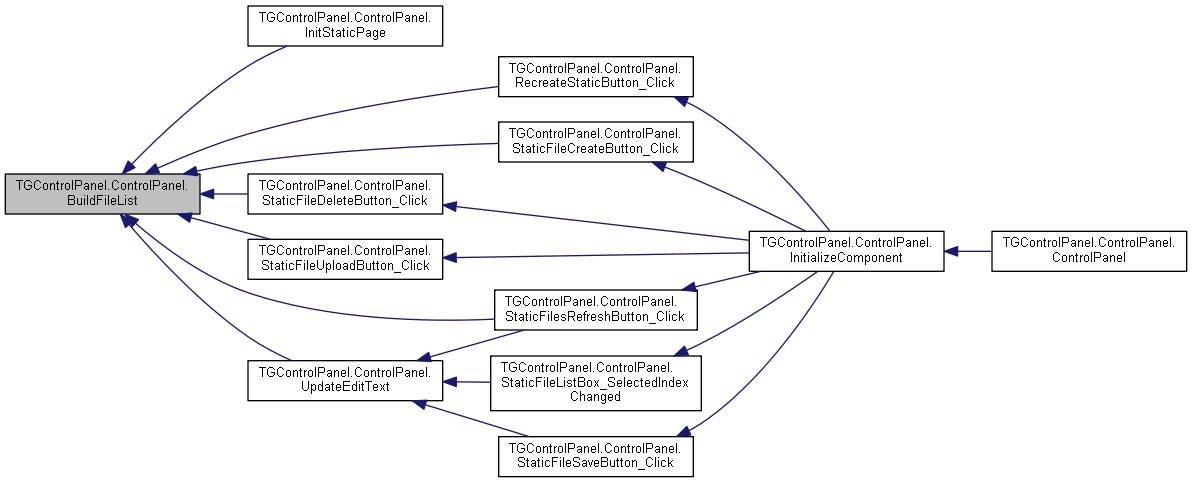 TGControlPanel.ControlPanel.
InitStaticPage
TGControlPanel.ControlPanel.
RecreateStaticButton_Click
TGControlPanel.ControlPanel.
StaticFileCreateButton_Click
TGControlPanel.ControlPanel.
BuildFileList
TGControlPanel.ControlPanel.
StaticFileDeleteButton_Click
TGControlPanel.ControlPanel.
StaticFileUploadButton_Click
TGControlPanel.ControlPanel.
InitializeComponent
TGControlPanel.ControlPanel.
ControlPanel
TGControlPanel.ControlPanel.
StaticFilesRefreshButton_Click
TGControlPanel.ControlPanel.
UpdateEditText
TGControlPanel.ControlPanel.
StaticFileListBox_SelectedIndex
Changed
TGControlPanel.ControlPanel.
StaticFileSaveButton_Click